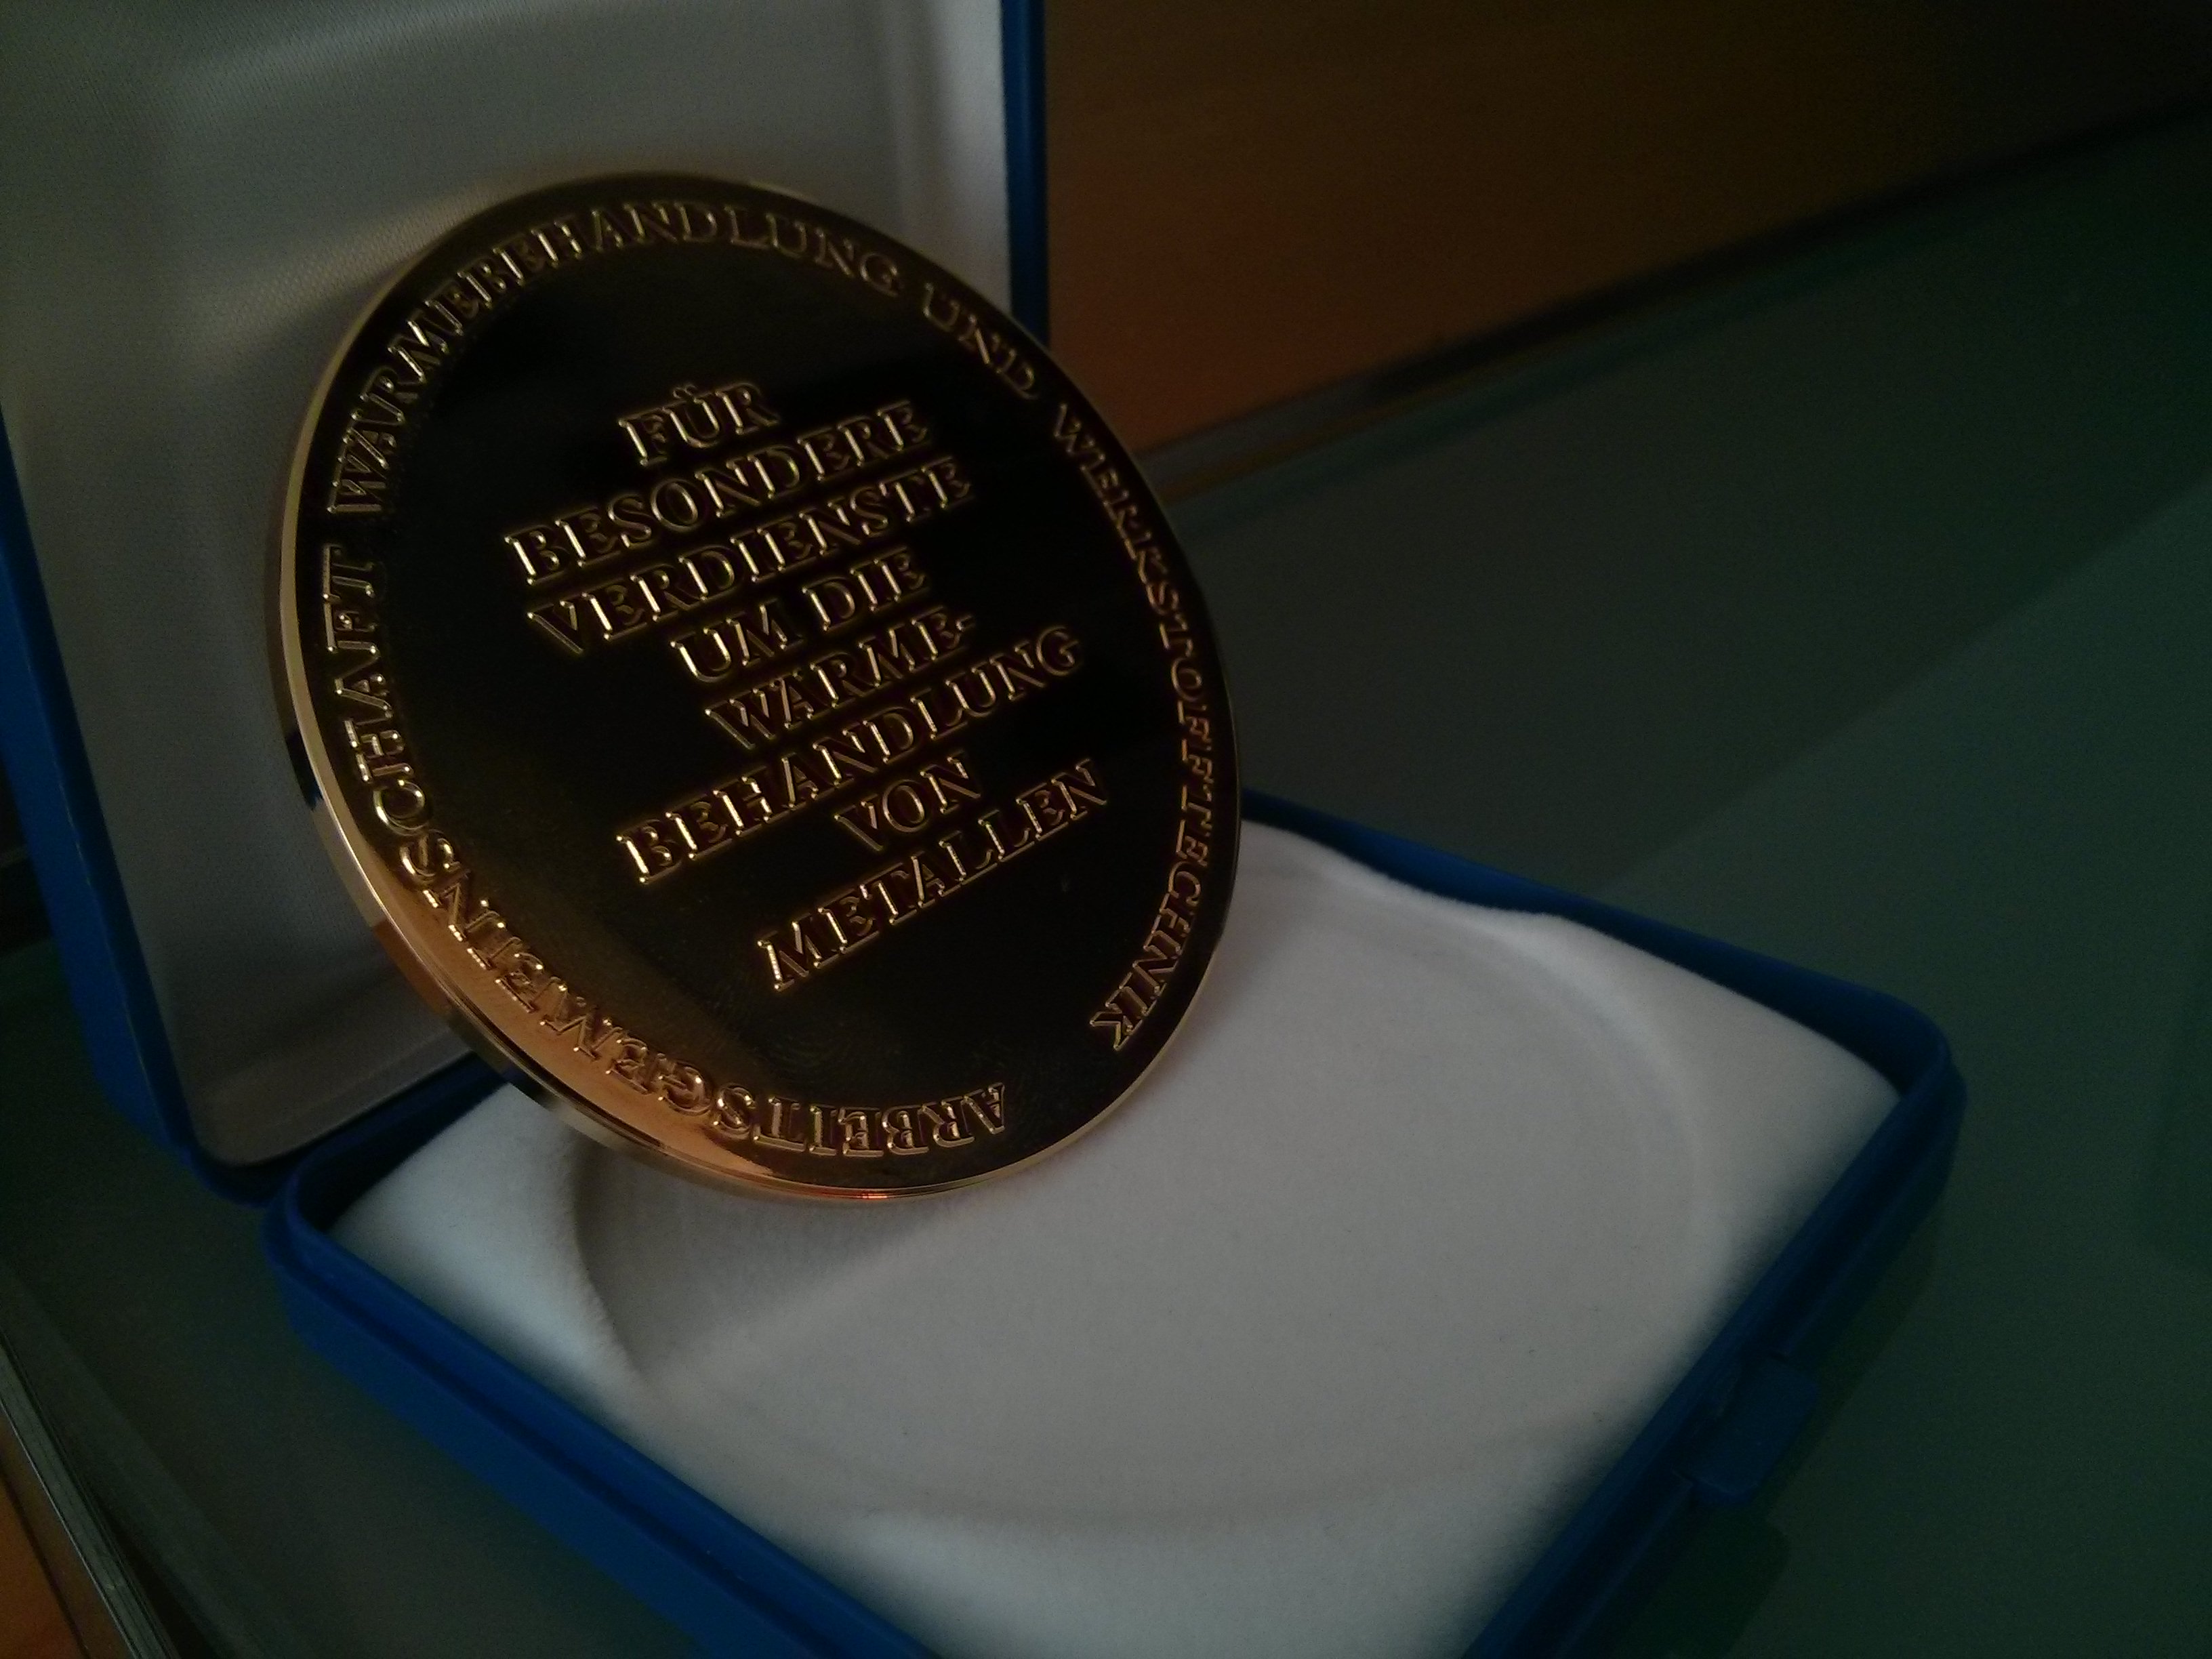 ARBEITSGEMEINSCHAFT WÄRMEBEHANDLUNG UND WERKSTOFFTECHNIK
FÜR
BESONDERE
VERDIENSTE
UM DIE
WÄRME-
BEHANDLUNG
VON
METALLEN